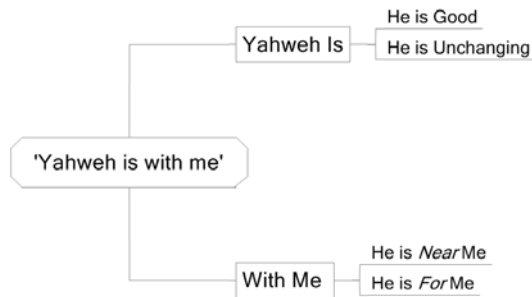 'Yahweh is with me'
Yahweh Is
He is Good
He is Unchanging
With Me
He is Near Me
He is For Me